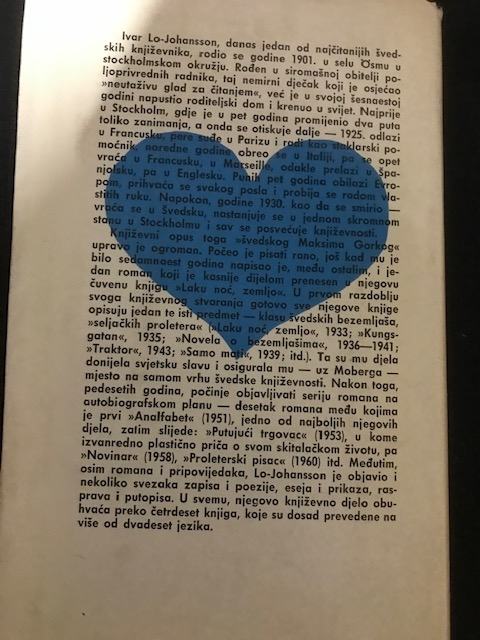 Ivar Lo-Johansson, danas jedan od najčitanijih šved-
skih književnika, rodio se godine 1901. u selu Ösmu u
stockholmskom okružju. Rođen u siromašnoj obitelji po-
ljoprivrednih radnika, taj nemirni dječak koji je osjećao
»neutaživu glad za čitanjem«, već je u svojoj šesnaestoj
godini napustio roditeljski dom i krenuo u svijet. Najprije
u Stockholm, gdje je u pet godina promijenio dva puta
toliko zanimanja, a onda se otiskuje dalje — 1925. odlazi
u Francusku, pere suđe u Parizu i radi kao staklarski po-
moćnik, naredne godine obreo se u Italiji, pa se opet
vraća u Francusku, u Marseille, odakle prelazi u Špa-
njolsku, pa u Englesku. Punih pet godina obilazi Evro-
pom, prihvaća se svakog posla i probija se radom vla-
stitih ruku. Napokon, godine 1930. kao da se smirio —
vraća se u Švedsku, nastanjuje se u jednom skromnom
stanu u Stockholmu i sav se posvećuje književnosti.
Književni opus toga »švedskog Maksima Gorkog«
upravo je ogroman. Počeo je pisati rano, još kad mu je
bilo sedamnaest godina napisao je, među ostalim, i je-
dan roman koji je kasnije dijelom prenesen u njegovu
čuvenu knjigu »Laku noć, zemljo«. U prvom razdoblju
svoga književnog stvaranja gotovo sve njegove knjige
opisuju jedan te isti predmet — klasu švedskih bezemljaša,
»seljačkih proletera« (»Laku noć, zemljo«, 1933; »Kungs-
gatan«, 1935; »Novela o bezemljašima«, 1936—1941;
»Traktor«, 1943; »Samo mati«, 1939; itd.). Ta su mu djela
donijela svjetsku slavu i osigurala mu — uz Moberga —
mjesto na samom vrhu švedske književnosti. Nakon toga,
pedesetih godina, počinje objavljivati seriju romana na
autobiografskom planu — desetak romana među kojima
je prvi »Analfabet« (1951), jedno od najboljih njegovih
djela, zatim slijede: »Putujući trgovac« (1953), u kome
izvanredno plastično priča o svom skitalačkom životu, pa
»Novinar« (1958), »Proleterski pisac« (1960) itd. Međutim,
osim romana i pripovijedaka, Lo-Johansson je objavio i
nekoliko svezaka zapisa i poezije, eseja i prikaza, ras-
prava i putopisa. U svemu, njegovo književno djelo obu-
hvaća preko četrdeset knjiga, koje su dosad prevedene na
više od dvadeset jezika.